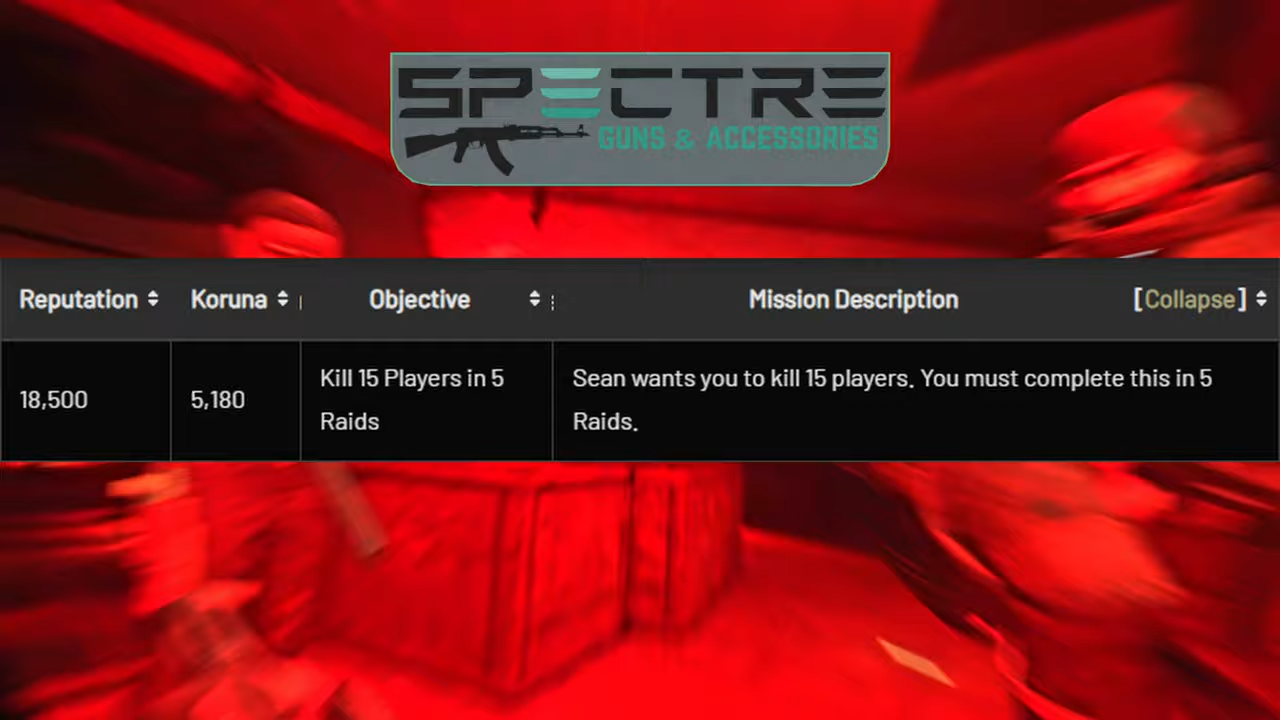 SPECTRE
GUNS & ACCESSORIES
Reputation Koruna Objective Mission Description [Collapse]
18,500 5,180 Kill 15 Players in 5 Sean wants you to kill 15 players. You must complete this in 5
Raids Raids.